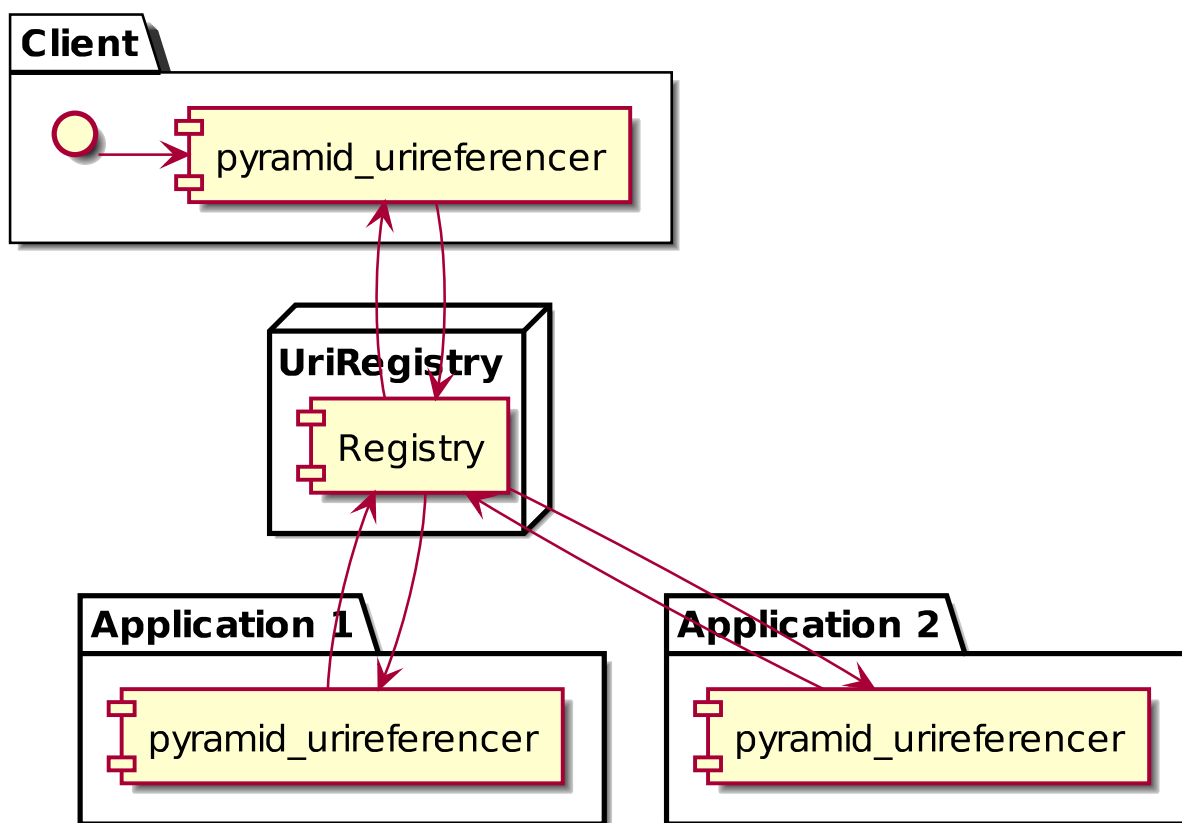 Client
pyramid_urireferencer
UriRegistry
Registry
Application 1
Application 2
pyramid_urireferencer
pyramid_urireferencer